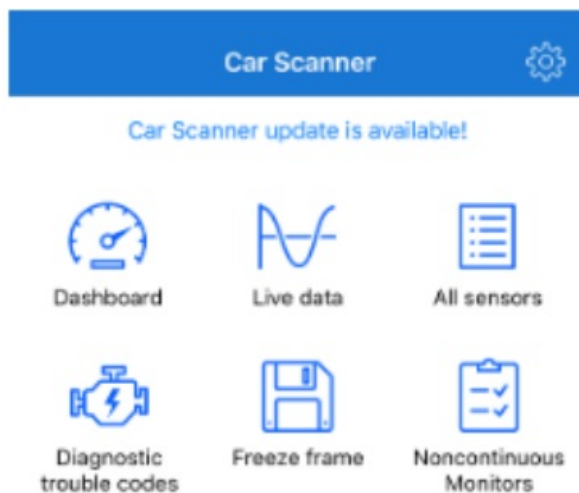 Car Scanner
Car Scanner update is available!
Dashboard
Live data
All sensors
Diagnostic
trouble codes
Freeze frame
Noncontinuous
Monitors